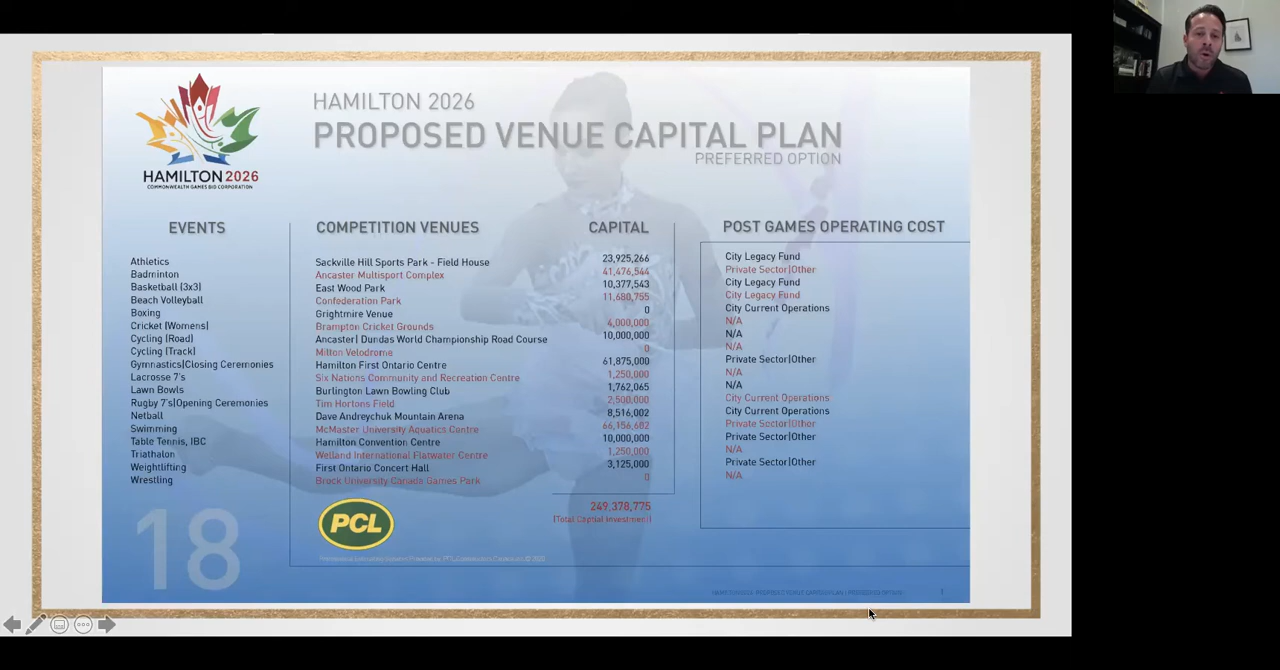 HAMILTON 2026
COMMONWEALTH GAMES BID CORPORATION
HAMILTON 2026
PROPOSED VENUE CAPITAL PLAN
PREFERRED OPTION
EVENTS
Athletics
Badminton
Basketball (3x3)
Beach Volleyball
Boxing
Cricket (Womens)
Cycling (Road)
Cycling (Track)
Gymnastics|Closing Ceremonies
Lacrosse 7's
Lawn Bowls
Rugby 7's|Opening Ceremonies
Netball
Swimming
Table Tennis, IBC
Triathalon
Weightlifting
Wrestling
18
COMPETITION VENUES
Sackville Hill Sports Park - Field House
Ancaster Multisport Complex
East Wood Park
Confederation Park
Grightmire Venue
Brampton Cricket Grounds
Ancaster| Dundas World Championship Road Course
Milton Velodrome
Hamilton First Ontario Centre
Six Nations Community and Recreation Centre
Burlington Lawn Bowling Club
Tim Hortons Field
Dave Andreychuk Mountain Arena
McMaster University Aquatics Centre
Hamilton Convention Centre
Welland International Flatwater Centre
First Ontario Concert Hall
Brock University Canada Games Park
PCL
CAPITAL
23,925,266
41,476,544
10,377,543
11,680,755
0
4,000,000
10,000,000
0
61,875,000
1,250,000
1,762,065
2,500,000
8,516,002
66,156,602
10,000,000
1,250,000
3,125,000
0
249,378,775
(Total Captial Investment)
POST GAMES OPERATING COST
City Legacy Fund
Private Sector|Other
City Legacy Fund
City Legacy Fund
City Current Operations
N/A
N/A
N/A
Private Sector|Other
N/A
N/A
City Current Operations
City Current Operations
Private Sector|Other
Private Sector|Other
N/A
Private Sector|Other
N/A